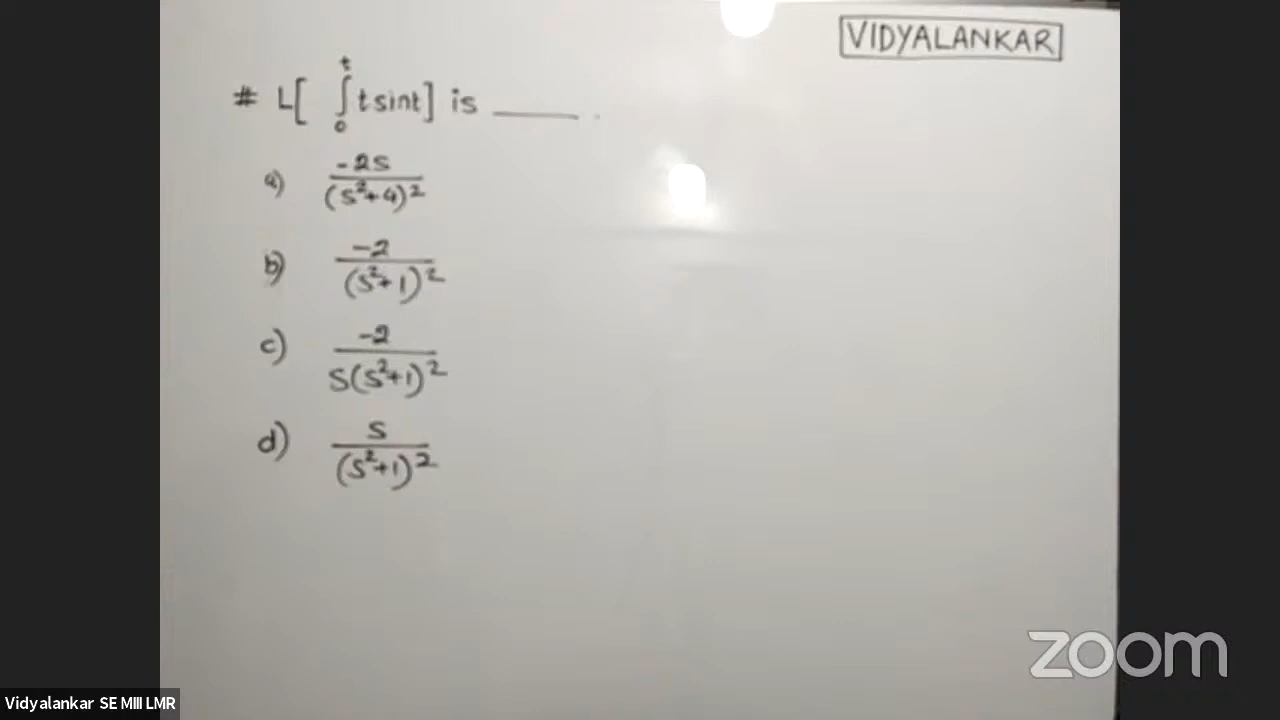 VIDYALANKAR
# L[ ∫₀ᵗ t sint] is ____.
a) -2s/(s²+4)²
b) -2/(s²+1)²
c) -2/s(s²+1)²
d) s/(s²+1)²
zoom
Vidyalankar SE MIII LMR